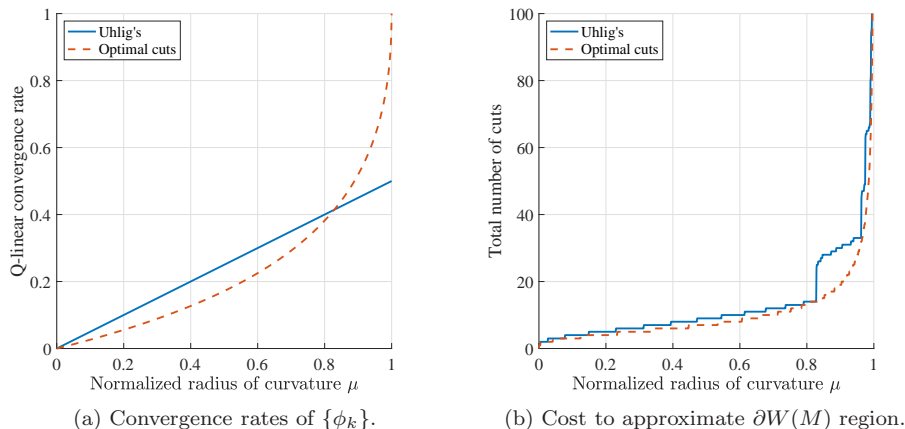 1
0.8
0.6
0.4
0.2
0
Q-linear convergence rate
Uhlig's
Optimal cuts
0
0.2
0.4
0.6
0.8
1
Normalized radius of curvature μ
(a) Convergence rates of {ϕₖ}.
100
80
60
40
20
0
Total number of cuts
Uhlig's
Optimal cuts
0
0.2
0.4
0.6
0.8
1
Normalized radius of curvature μ
(b) Cost to approximate ∂W(M) region.